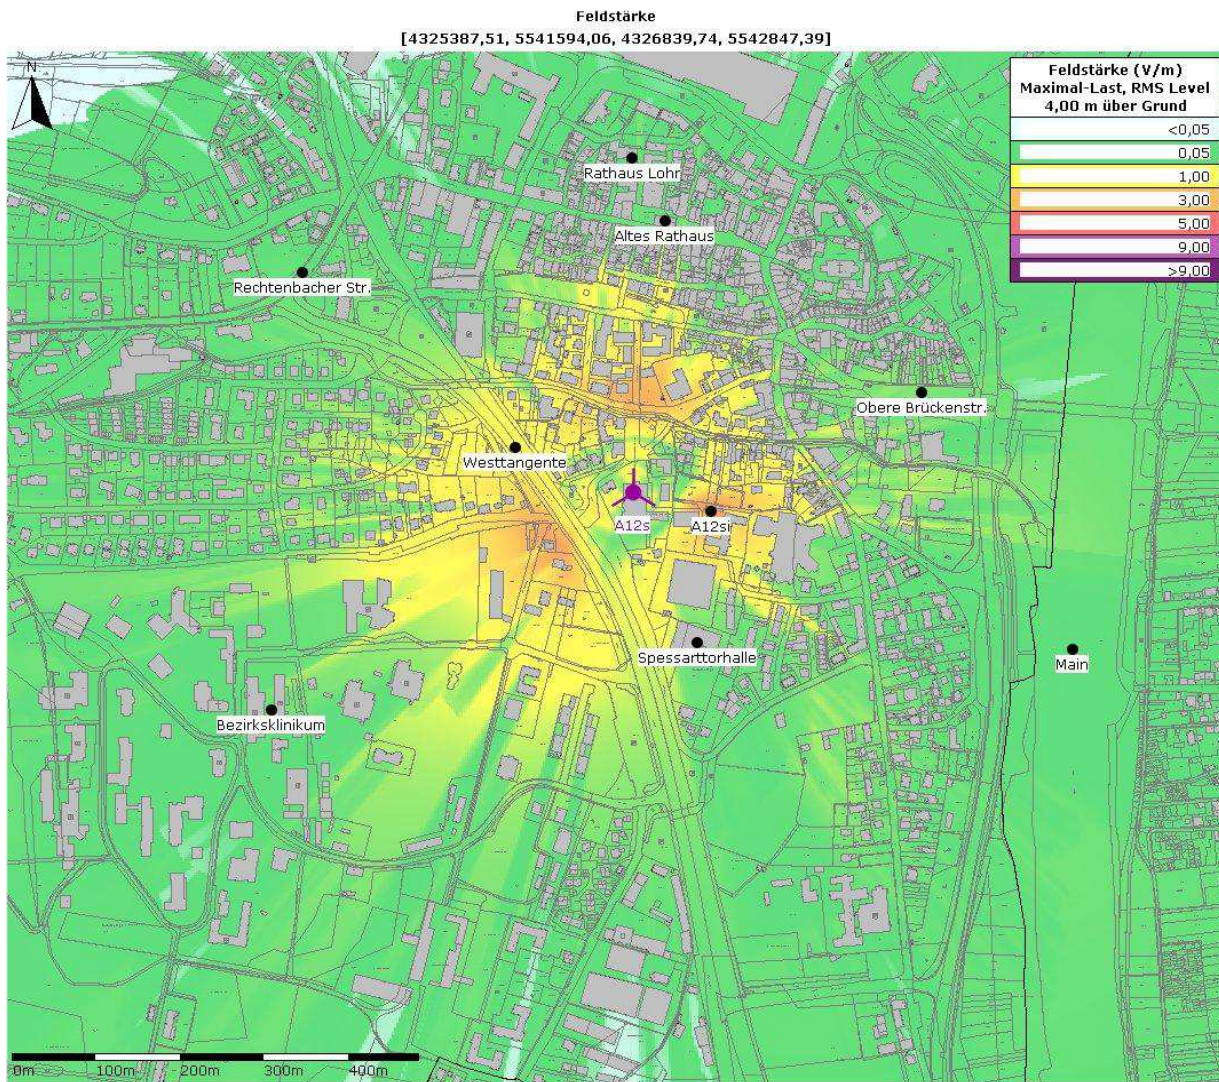 Feldstärke
[4325387,51, 5541594,06, 4326839,74, 5542847,39]
N
Feldstärke (V/m)
Maximal-Last, RMS Level
4,00 m über Grund
<0,05
0,05
1,00
3,00
5,00
9,00
>9,00
Rathaus Lohr
Altes Rathaus
Rechtenbacher Str.
Obere Brückenstr.
Westtangente
A12s
A12si
Spessarttorhalle
Main
Bezirksklinikum
0m 100m 200m 300m 400m